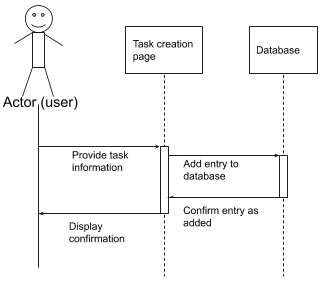 Task creation
page
Database
Actor (user)
Provide task
information
Add entry to
database
Confirm entry as
added
Display
confirmation